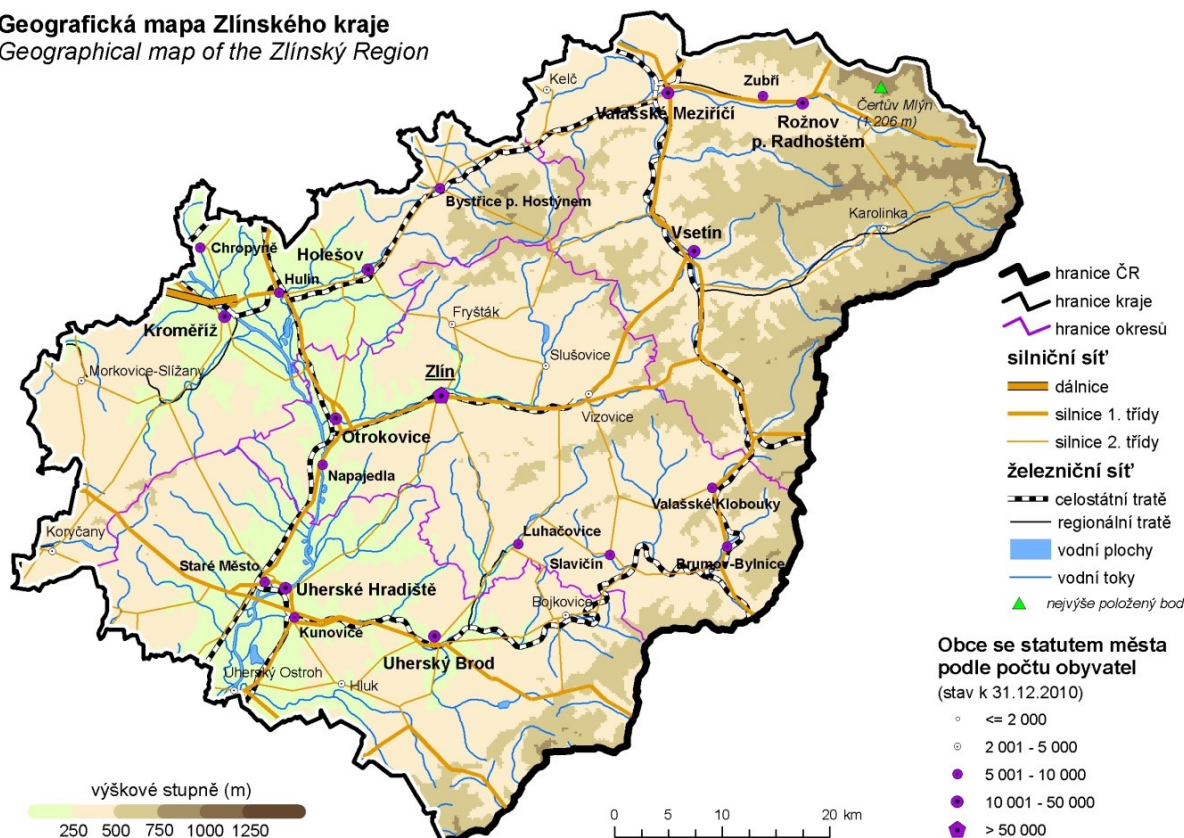 Geografická mapa Zlínského kraje
Geographical map of the Zlínský Region
Kelč
Zubří
Valašské Meziříčí
Čertův Mlýn
(1 206 m)
Rožnov
p. Radhoštěm
Bystřice p. Hostýnem
Karolinka
Vsetín
Chropyně
Holešov
Hulín
Kroměříž
Fryšták
Slušovice
Morkovice-Slížany
Zlín
Vizovice
Otrokovice
Napajedla
Valašské Klobouky
Koryčany
Luhačovice
Staré Město
Slavičín
Brumov-Bylnice
Uherské Hradiště
Bojkovice
Kunovice
Uherský Brod
Uherský Ostroh
Hluk
hranice ČR
hranice kraje
hranice okresů
silniční síť
dálnice
silnice 1. třídy
silnice 2. třídy
železniční síť
celostátní tratě
regionální tratě
vodní plochy
vodní toky
nejvýše položený bod
Obce se statutem města
podle počtu obyvatel
(stav k 31.12.2010)
<= 2 000
2 001 - 5 000
5 001 - 10 000
10 001 - 50 000
> 50 000
výškové stupně (m)
250 500 750 1000 1250
0 10 20 km